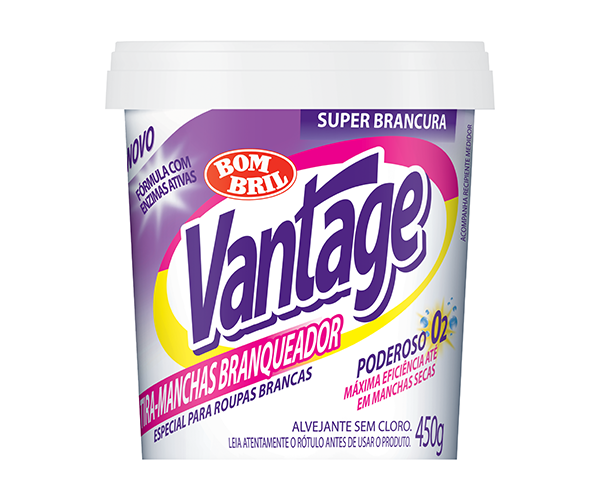 SUPER BRANCURA
NOVO
FÓRMULA COM
ENZIMAS ATIVAS
BOM
BRIL
Vantage
TIRA-MANCHAS BRANQUEADOR
ESPECIAL PARA ROUPAS BRANCAS
PODEROSO O2
MÁXIMA EFICIÊNCIA ATÉ
EM MANCHAS SECAS
ALVEJANTE SEM CLORO.
LEIA ATENTAMENTE O RÓTULO ANTES DE USAR O PRODUTO.
450g
ACOMPANHA RECIPIENTE MEDIDOR